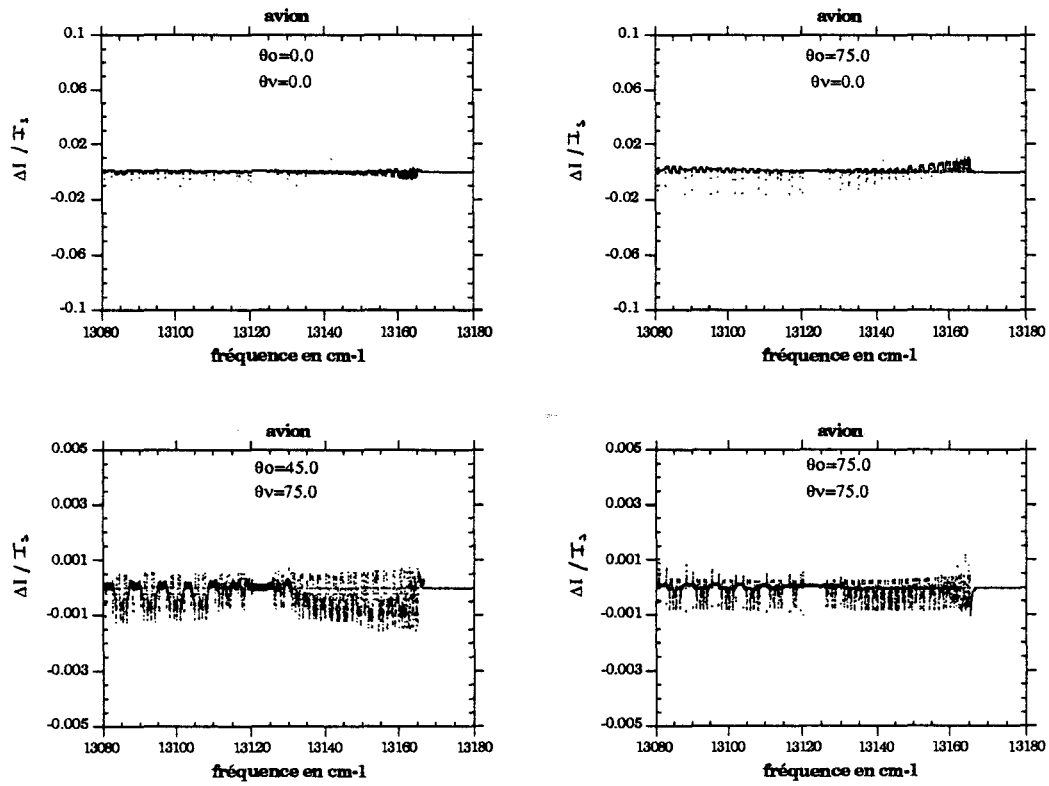 avion
θo=0.0
θv=0.0
0.1
0.06
0.02
-0.02
-0.06
-0.1
ΔI / Is
13080 13100 13120 13140 13160 13180
fréquence en cm-1
avion
θo=75.0
θv=0.0
0.1
0.06
0.02
-0.02
-0.06
-0.1
ΔI / Is
13080 13100 13120 13140 13160 13180
fréquence en cm-1
avion
θo=45.0
θv=75.0
0.005
0.003
0.001
-0.001
-0.003
-0.005
ΔI / Is
13080 13100 13120 13140 13160 13180
fréquence en cm-1
avion
θo=75.0
θv=75.0
0.005
0.003
0.001
-0.001
-0.003
-0.005
ΔI / Is
13080 13100 13120 13140 13160 13180
fréquence en cm-1